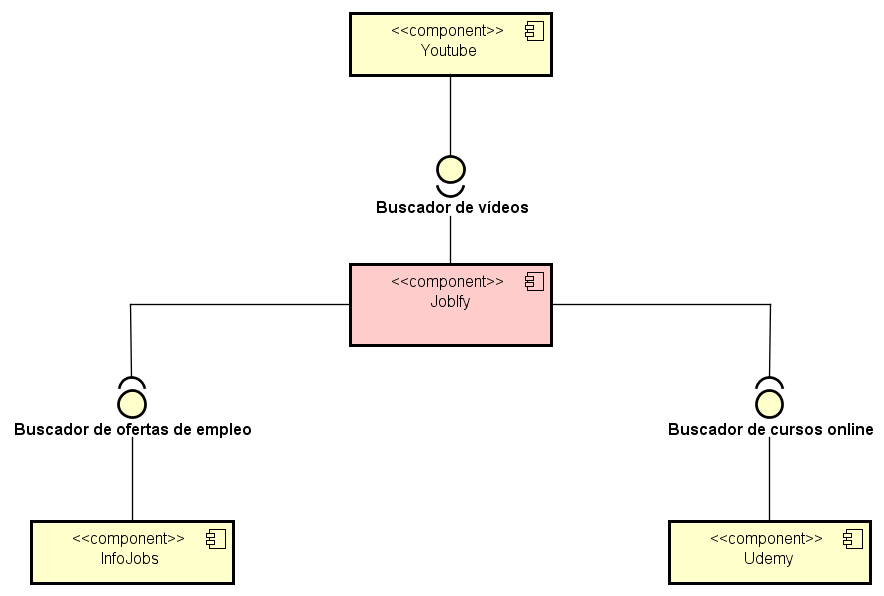 <<component>>
Youtube
Buscador de vídeos
<<component>>
JobIfy
Buscador de ofertas de empleo
Buscador de cursos online
<<component>>
InfoJobs
<<component>>
Udemy